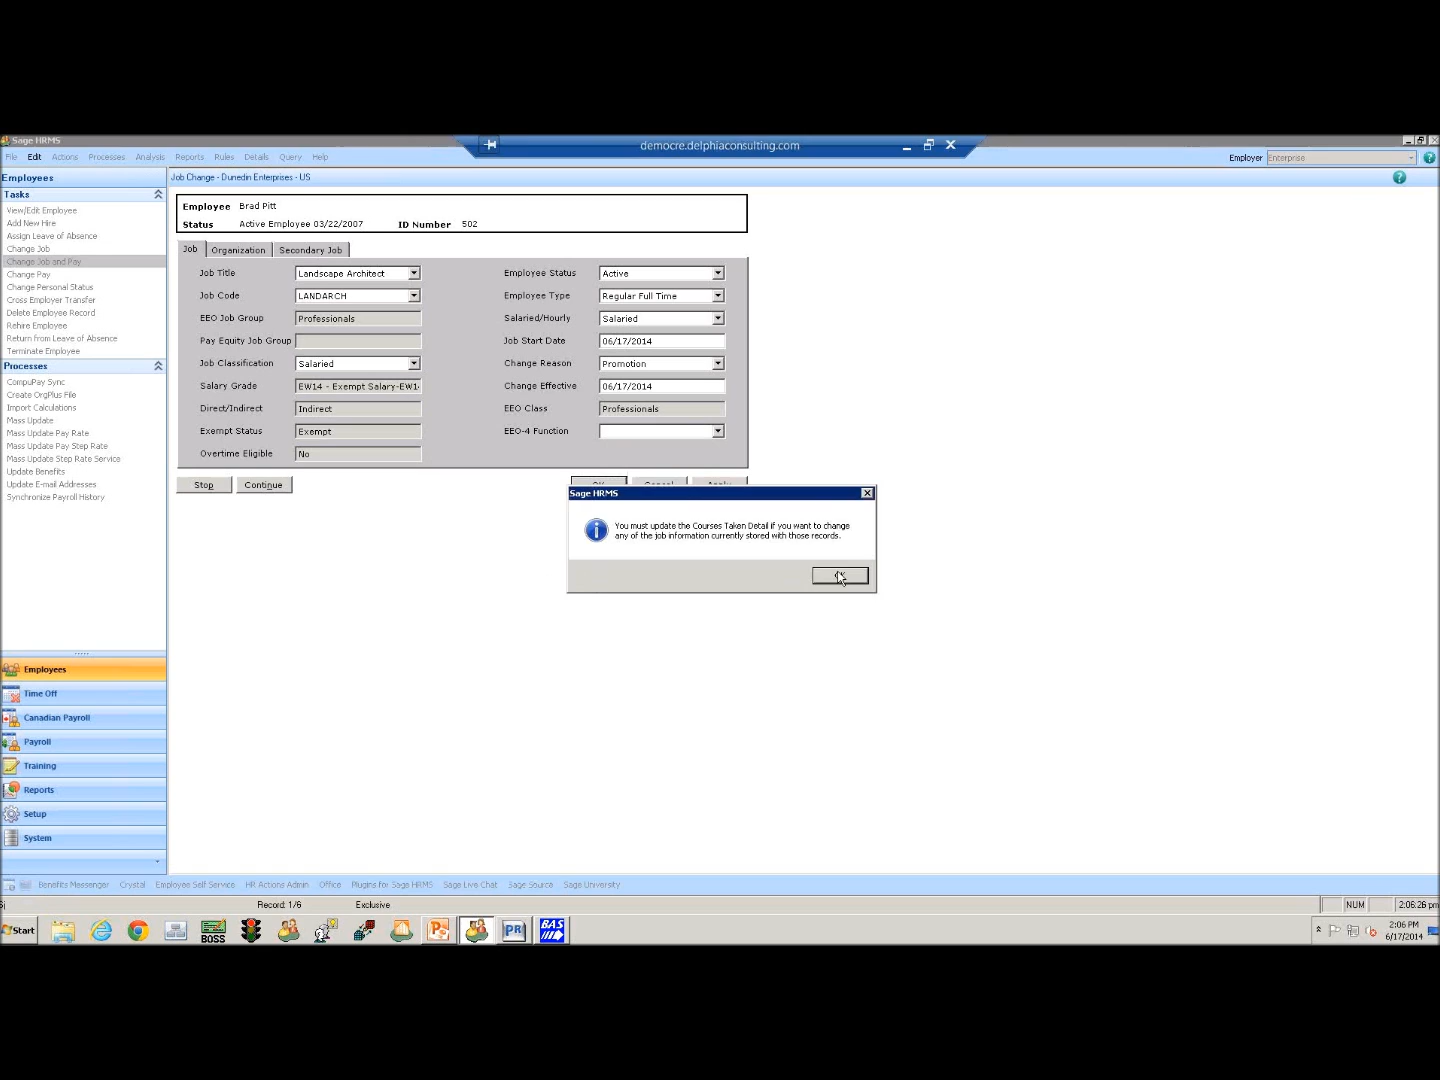 Sage HRMS
democre.delphiaconsulting.com
File Edit Actions Processes Analysis Reports Rules Details Query Help
Employer Enterprise
Employees
Job Change - Dunedin Enterprises - US
Tasks
View/Edit Employee
Add New Hire
Assign Leave of Absence
Change Job
Change Job and Pay
Change Pay
Change Personal Status
Cross Employer Transfer
Delete Employee Record
Rehire Employee
Return from Leave of Absence
Terminate Employee
Processes
CompuPay Sync
Create OrgPlus File
Import Calculations
Mass Update
Mass Update Pay Rate
Mass Update Pay Step Rate
Mass Update Step Rate Service
Update Benefits
Update E-mail Addresses
Synchronize Payroll History
Employee Brad Pitt
Status Active Employee 03/22/2007 ID Number 502
Job Organization Secondary Job
Job Title Landscape Architect
Job Code LANDARCH
EEO Job Group Professionals
Pay Equity Job Group
Job Classification Salaried
Salary Grade EW14 - Exempt Salary-EW1
Direct/Indirect Indirect
Exempt Status Exempt
Overtime Eligible No
Employee Status Active
Employee Type Regular Full Time
Salaried/Hourly Salaried
Job Start Date 06/17/2014
Change Reason Promotion
Change Effective 06/17/2014
EEO Class Professionals
EEO-4 Function
Stop Continue
Sage HRMS
You must update the Courses Taken Detail if you want to change
any of the job information currently stored with those records.
Employees
Time Off
Canadian Payroll
Payroll
Training
Reports
Setup
System
Benefits Messenger Crystal Employee Self Service HR Actions Admin Office Plugins for Sage HRMS Sage Live Chat Sage Source Sage University
Record: 1/6 Exclusive NUM 2:06:26 pm
Start BOSS PR BAS
2:06 PM
6/17/2014